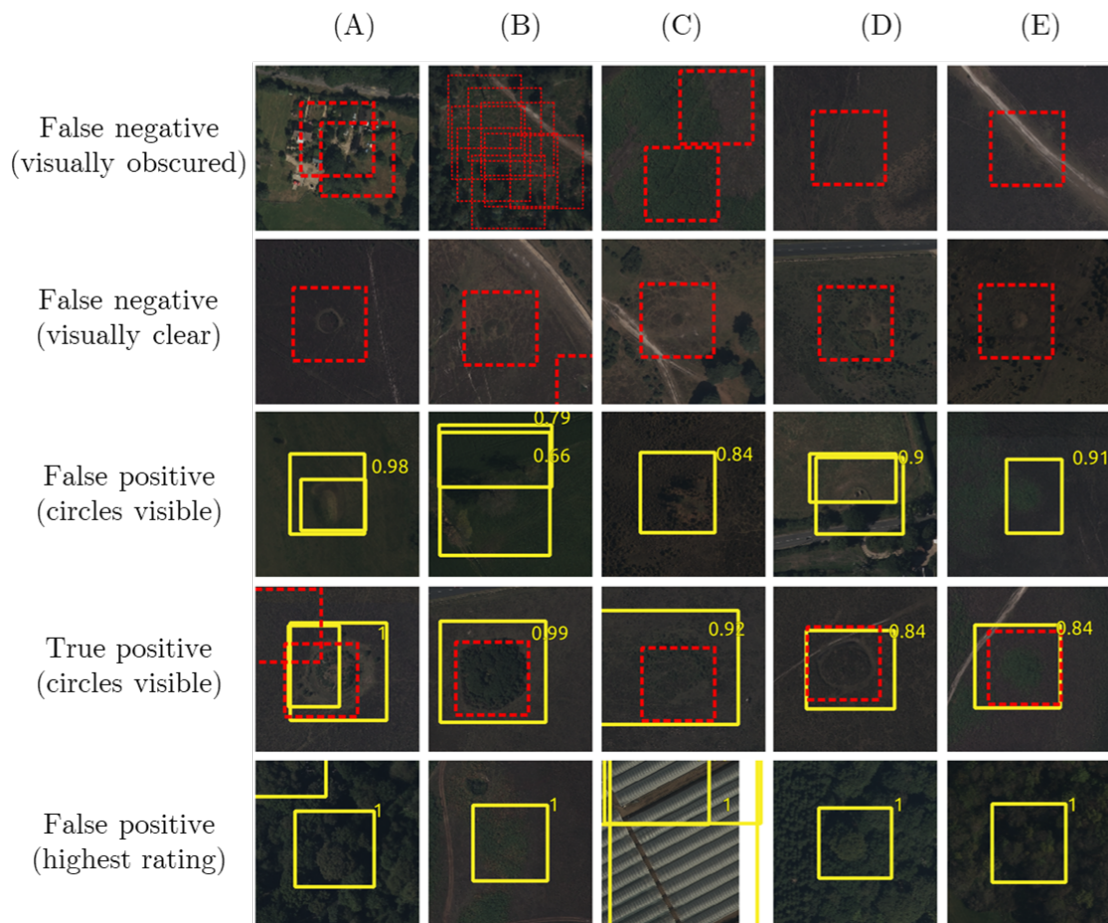 (A) (B) (C) (D) (E)
False negative
(visually obscured)
False negative
(visually clear)
False positive
(circles visible)
0.98
0.79
0.66
0.84
0.9
0.91
True positive
(circles visible)
1
0.99
0.92
0.84
0.84
False positive
(highest rating)
1
1
1
1
1